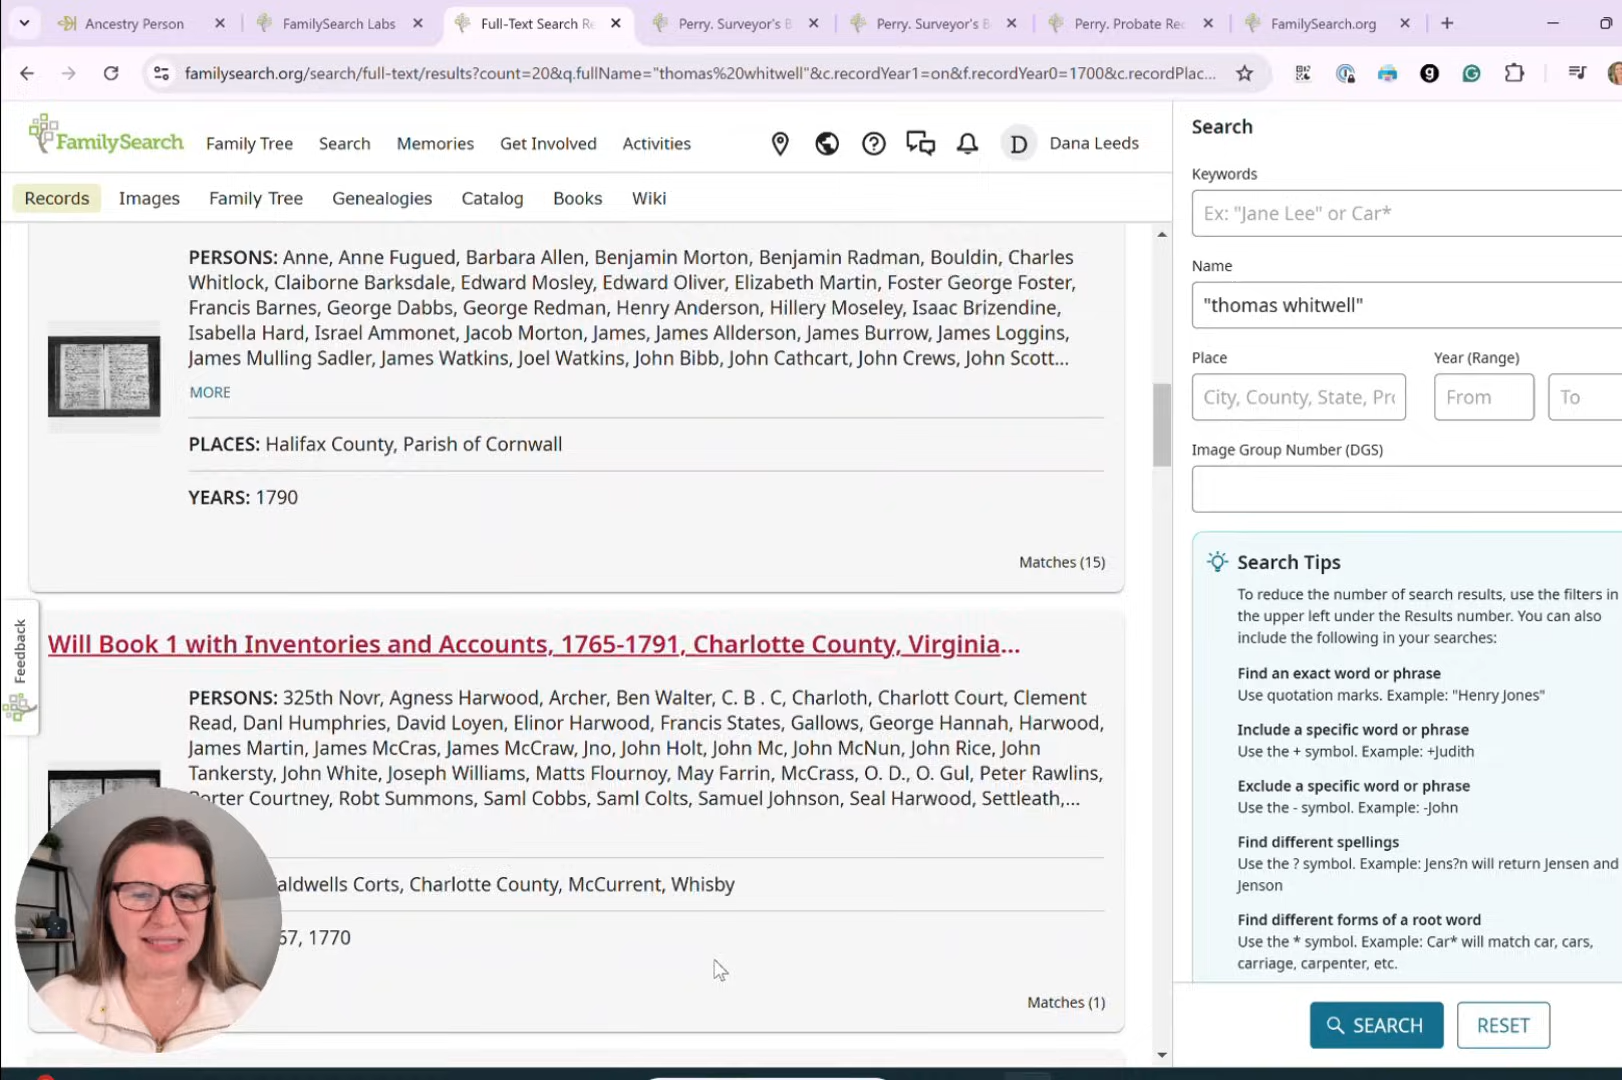 Ancestry Person
FamilySearch Labs
Full-Text Search Re
Perry. Surveyor's B
Perry. Surveyor's B
Perry. Probate Rec
FamilySearch.org
familysearch.org/search/full-text/results?count=20&q.fullName="thomas%20whitwell"&c.recordYear1=on&f.recordYear0=1700&c.recordPlac...
FamilySearch
Family Tree
Search
Memories
Get Involved
Activities
D
Dana Leeds
Records
Images
Family Tree
Genealogies
Catalog
Books
Wiki
PERSONS: Anne, Anne Fugued, Barbara Allen, Benjamin Morton, Benjamin Radman, Bouldin, Charles
Whitlock, Claiborne Barksdale, Edward Mosley, Edward Oliver, Elizabeth Martin, Foster George Foster,
Francis Barnes, George Dabbs, George Redman, Henry Anderson, Hillery Moseley, Isaac Brizendine,
Isabella Hard, Israel Ammonet, Jacob Morton, James, James Allderson, James Burrow, James Loggins,
James Mulling Sadler, James Watkins, Joel Watkins, John Bibb, John Cathcart, John Crews, John Scott...
MORE
PLACES: Halifax County, Parish of Cornwall
YEARS: 1790
Matches (15)
Feedback
Will Book 1 with Inventories and Accounts, 1765-1791, Charlotte County, Virginia...
PERSONS: 325th Novr, Agness Harwood, Archer, Ben Walter, C. B . C, Charloth, Charlott Court, Clement
Read, Danl Humphries, David Loyen, Elinor Harwood, Francis States, Gallows, George Hannah, Harwood,
James Martin, James McCras, James McCraw, Jno, John Holt, John Mc, John McNun, John Rice, John
Tankersty, John White, Joseph Williams, Matts Flournoy, May Farrin, McCrass, O. D., O. Gul, Peter Rawlins,
Porter Courtney, Robt Summons, Saml Cobbs, Saml Colts, Samuel Johnson, Seal Harwood, Settleath,...
aldwells Corts, Charlotte County, McCurrent, Whisby
67, 1770
Matches (1)
Search
Keywords
Ex: "Jane Lee" or Car*
Name
"thomas whitwell"
Place
Year (Range)
City, County, State, Pro
From
To
Image Group Number (DGS)
Search Tips
To reduce the number of search results, use the filters in
the upper left under the Results number. You can also
include the following in your searches:
Find an exact word or phrase
Use quotation marks. Example: "Henry Jones"
Include a specific word or phrase
Use the + symbol. Example: +Judith
Exclude a specific word or phrase
Use the - symbol. Example: -John
Find different spellings
Use the ? symbol. Example: Jens?n will return Jensen and
Jenson
Find different forms of a root word
Use the * symbol. Example: Car* will match car, cars,
carriage, carpenter, etc.
SEARCH
RESET